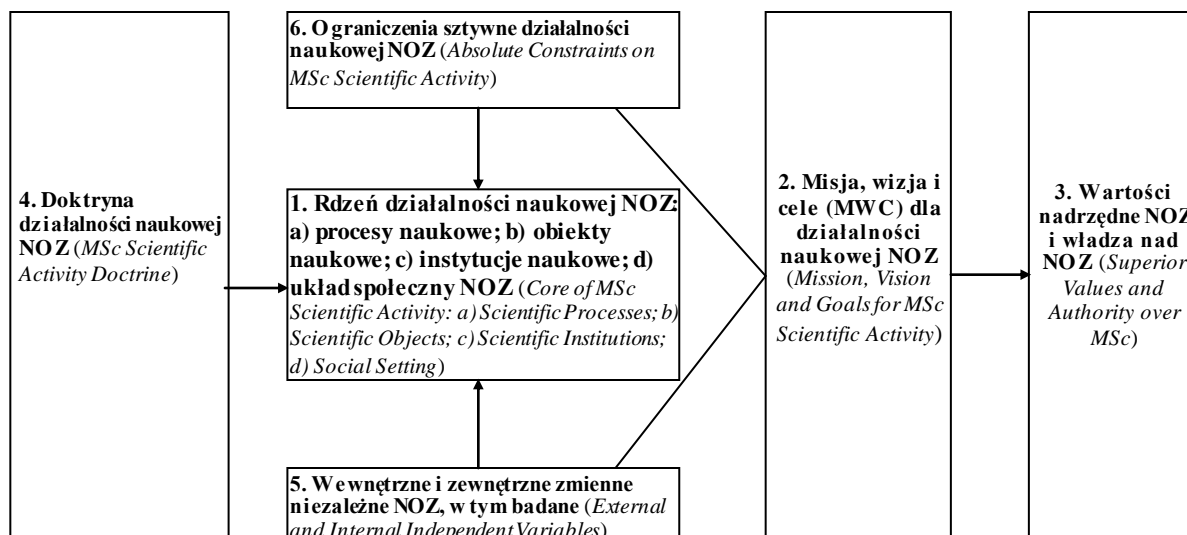 6. Ograniczenia sztywne działalności
naukowej NOZ (Absolute Constraints on
MSc Scientific Activity)
4. Doktryna
działalności naukowej
NOZ (MSc Scientific
Activity Doctrine)
1. Rdzeń działalności naukowej NOZ:
a) procesy naukowe; b) obiekty
naukowe; c) instytucje naukowe; d)
układ społeczny NOZ (Core of MSc
Scientific Activity: a) Scientific Processes; b)
Scientific Objects; c) Scientific Institutions;
d) Social Setting)
2. Misja, wizja i
cele (MWC) dla
działalności
naukowej NOZ
(Mission, Vision
and Goals for MSc
Scientific Activity)
3. Wartości
nadrzędne NOZ
i władza nad
NOZ (Superior
Values and
Authority over
MSc)
5. Wewnętrzne i zewnętrzne zmienne
niezależne NOZ, w tym badane (External
and Internal Independent Variables)